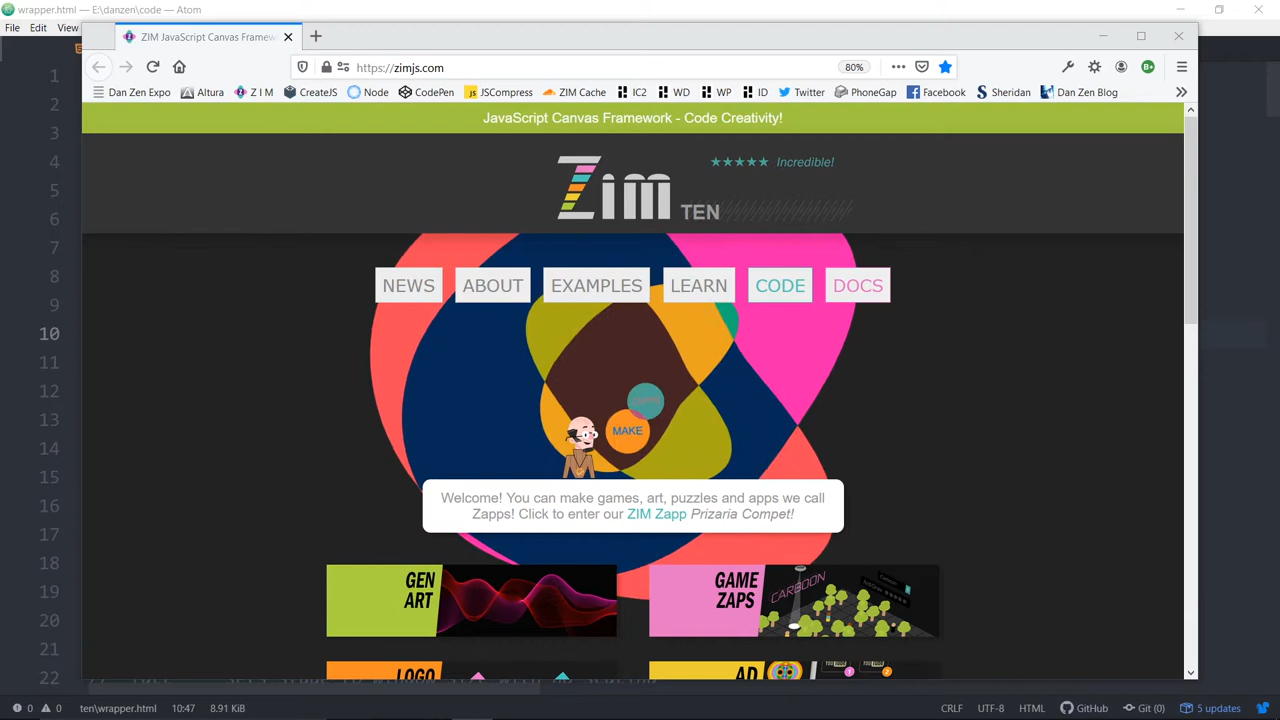 wrapper.html — E:\danzen\code — Atom
File Edit View
ZIM JavaScript Canvas Framew
https://zimjs.com
80%
Dan Zen Expo Altura Z I M CreateJS Node CodePen JSCompress ZIM Cache IC2 WD WP ID Twitter PhoneGap Facebook Sheridan Dan Zen Blog
JavaScript Canvas Framework - Code Creativity!
★★★★★ Incredible!
Zim TEN
NEWS ABOUT EXAMPLES LEARN CODE DOCS
MAKE
Welcome! You can make games, art, puzzles and apps we call
Zapps! Click to enter our ZIM Zapp Prizaria Compet!
GEN
ART
GAME
ZAPS
CARBOON
LOGO
AD
1
2
3
4
5
6
7
8
9
10
11
12
13
14
15
16
17
18
19
20
21
22
0 0 ten\wrapper.html 10:47 8.91 KiB CRLF UTF-8 HTML GitHub Git (0) 5 updates